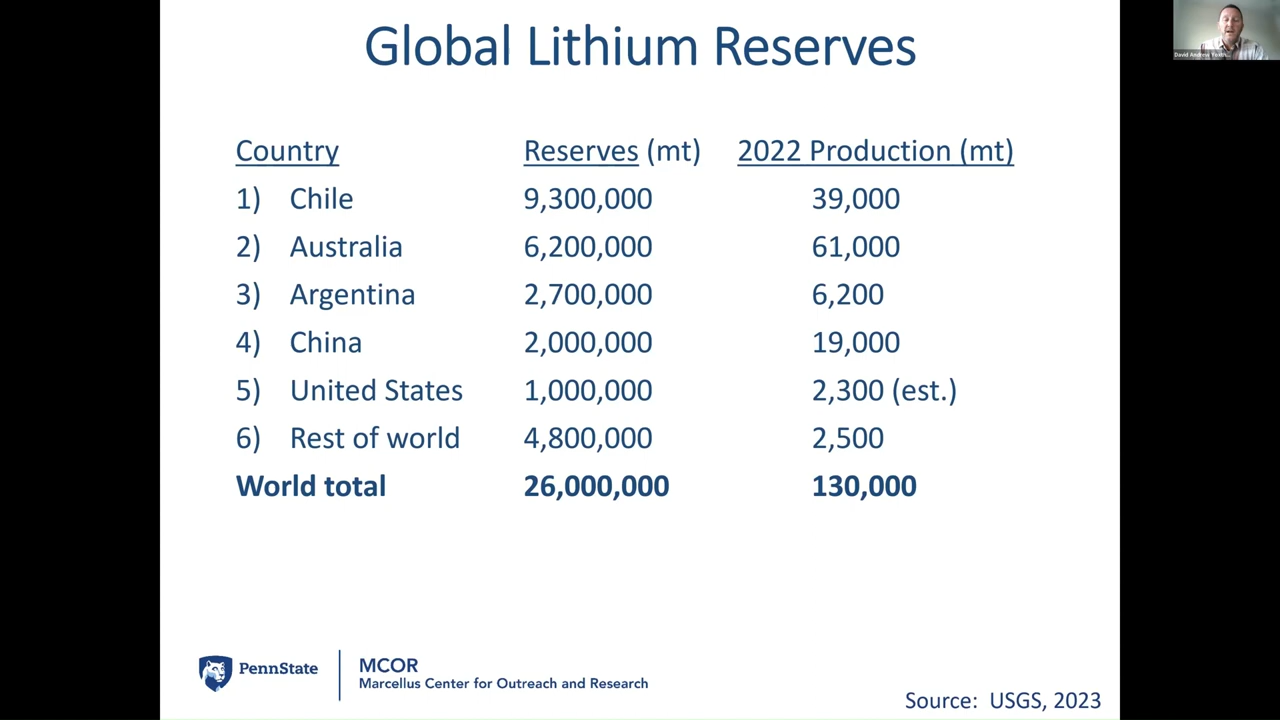 Global Lithium Reserves
David Andrew
Country Reserves (mt) 2022 Production (mt)
1) Chile 9,300,000 39,000
2) Australia 6,200,000 61,000
3) Argentina 2,700,000 6,200
4) China 2,000,000 19,000
5) United States 1,000,000 2,300 (est.)
6) Rest of world 4,800,000 2,500
World total 26,000,000 130,000
PennState
MCOR
Marcellus Center for Outreach and Research
Source: USGS, 2023